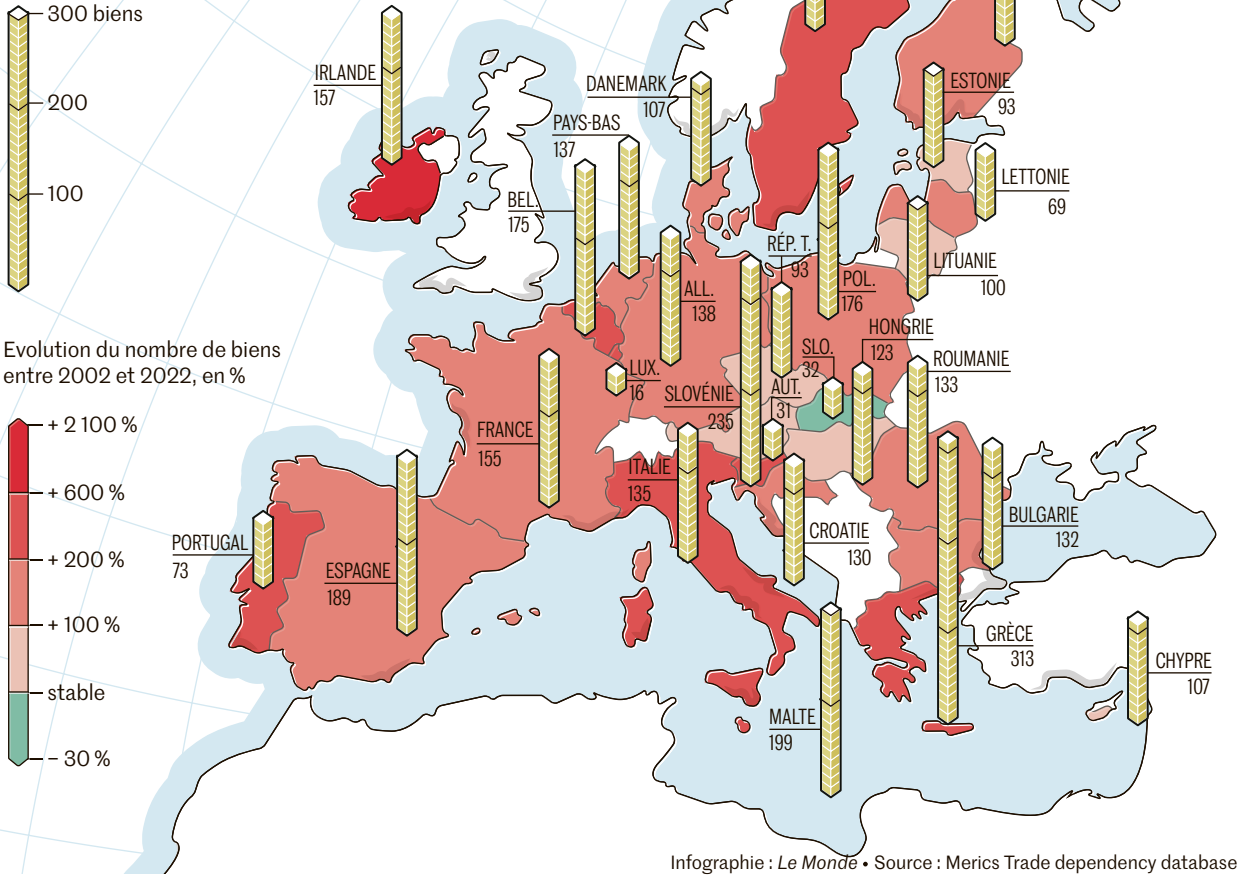 300 biens
200
100
IRLANDE
157
DANEMARK
107
ESTONIE
93
PAYS-BAS
137
LETTONIE
69
BEL.
175
RÉP. T.
93
LITUANIE
100
ALL.
138
POL.
176
HONGRIE
123
Evolution du nombre de biens
entre 2002 et 2022, en %
SLO.
32
ROUMANIE
133
LUX.
16
AUT.
31
SLOVÉNIE
235
+ 2 100 %
FRANCE
155
ITALIE
135
+ 600 %
BULGARIE
132
CROATIE
130
PORTUGAL
73
+ 200 %
ESPAGNE
189
+ 100 %
GRÈCE
313
CHYPRE
107
stable
MALTE
199
– 30 %
Infographie : Le Monde • Source : Merics Trade dependency database